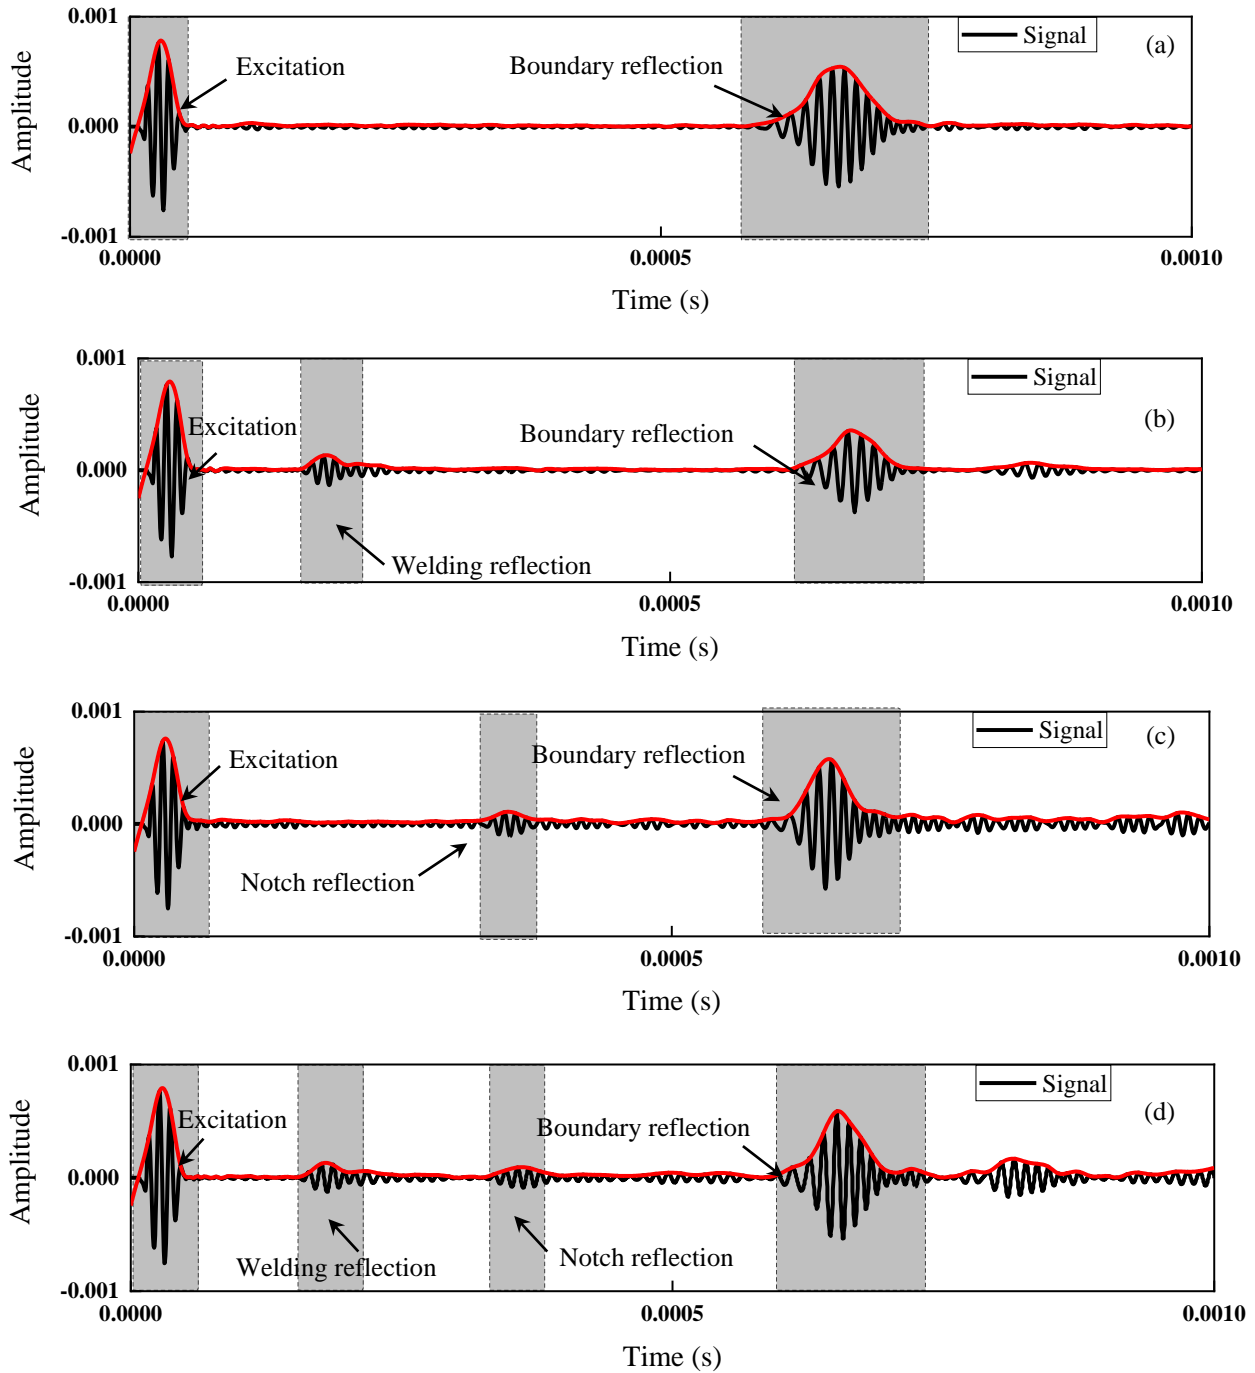 0.001
Signal
(a)
Excitation
Boundary reflection
Amplitude
0.000
-0.001
0.0000
0.0005
0.0010
Time (s)
0.001
Signal
(b)
Excitation
Boundary reflection
Amplitude
0.000
Welding reflection
-0.001
0.0000
0.0005
0.0010
Time (s)
0.001
Signal
(c)
Excitation
Boundary reflection
Amplitude
0.000
Notch reflection
-0.001
0.0000
0.0005
0.0010
Time (s)
0.001
Signal
(d)
Excitation
Boundary reflection
Amplitude
0.000
Welding reflection
Notch reflection
-0.001
0.0000
0.0005
0.0010
Time (s)